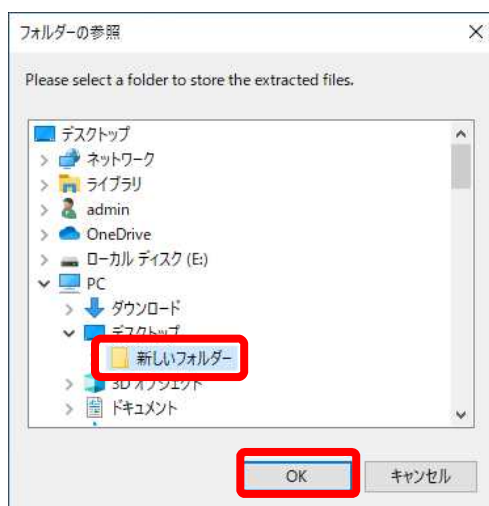 フォルダーの参照
Please select a folder to store the extracted files.
デスクトップ
ネットワーク
ライブラリ
admin
OneDrive
ローカル ディスク (E:)
PC
ダウンロード
デスクトップ
新しいフォルダー
3D オブジェクト
ドキュメント
OK
キャンセル